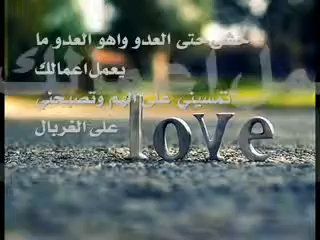 حتى العدو واهو العدو ما
يعمل اعمالك
تمسيني على الهم وتصبحني
على الغربال
love